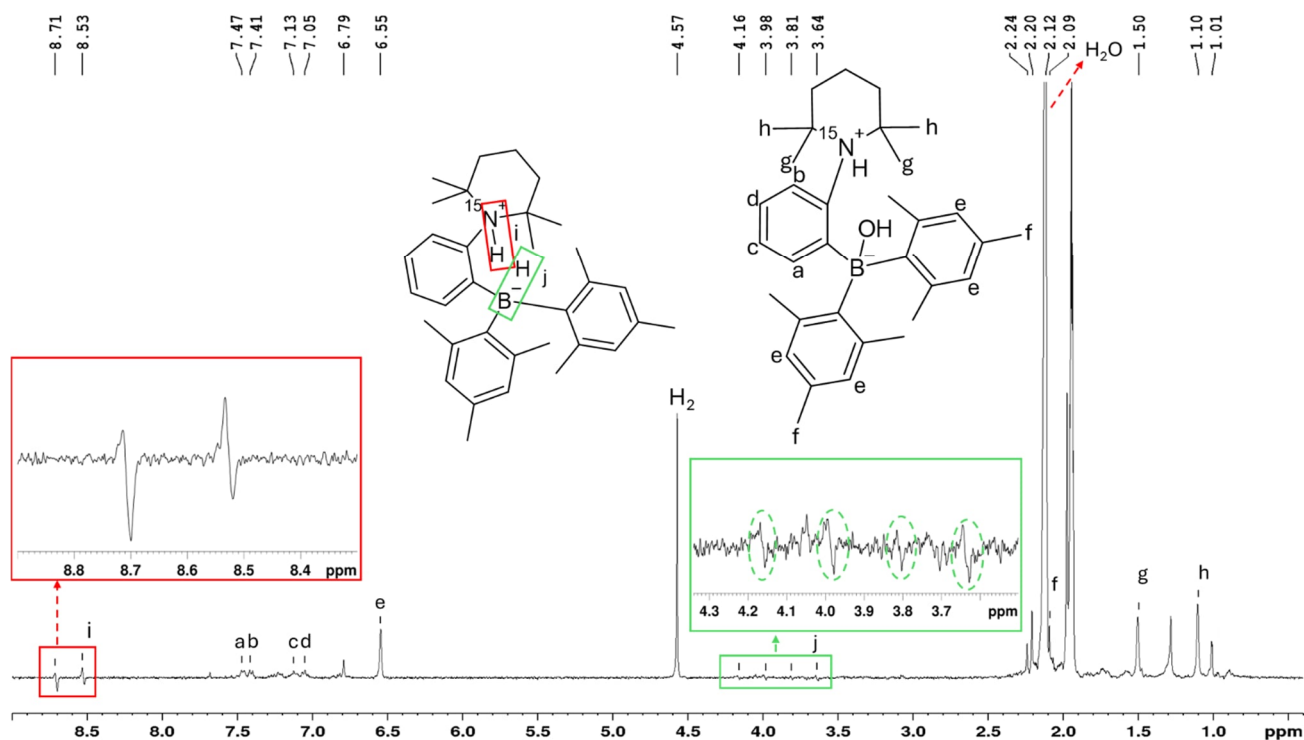 8.71 8.53 7.47 7.41 7.13 7.05 6.79 6.55 4.57 4.16 3.98 3.81 3.64 2.24 2.20 2.12 2.09 1.50 1.10 1.01
H₂O
h 15 N + H h
g g
b
d
c
a
OH
B −
e
f
e
e
e
f
15 N + H i
H j
B −
H₂
8.8 8.7 8.6 8.5 8.4 ppm
4.3 4.2 4.1 4.0 3.9 3.8 3.7 ppm
i a b c d e j f g h
8.5 8.0 7.5 7.0 6.5 6.0 5.5 5.0 4.5 4.0 3.5 3.0 2.5 2.0 1.5 1.0 ppm